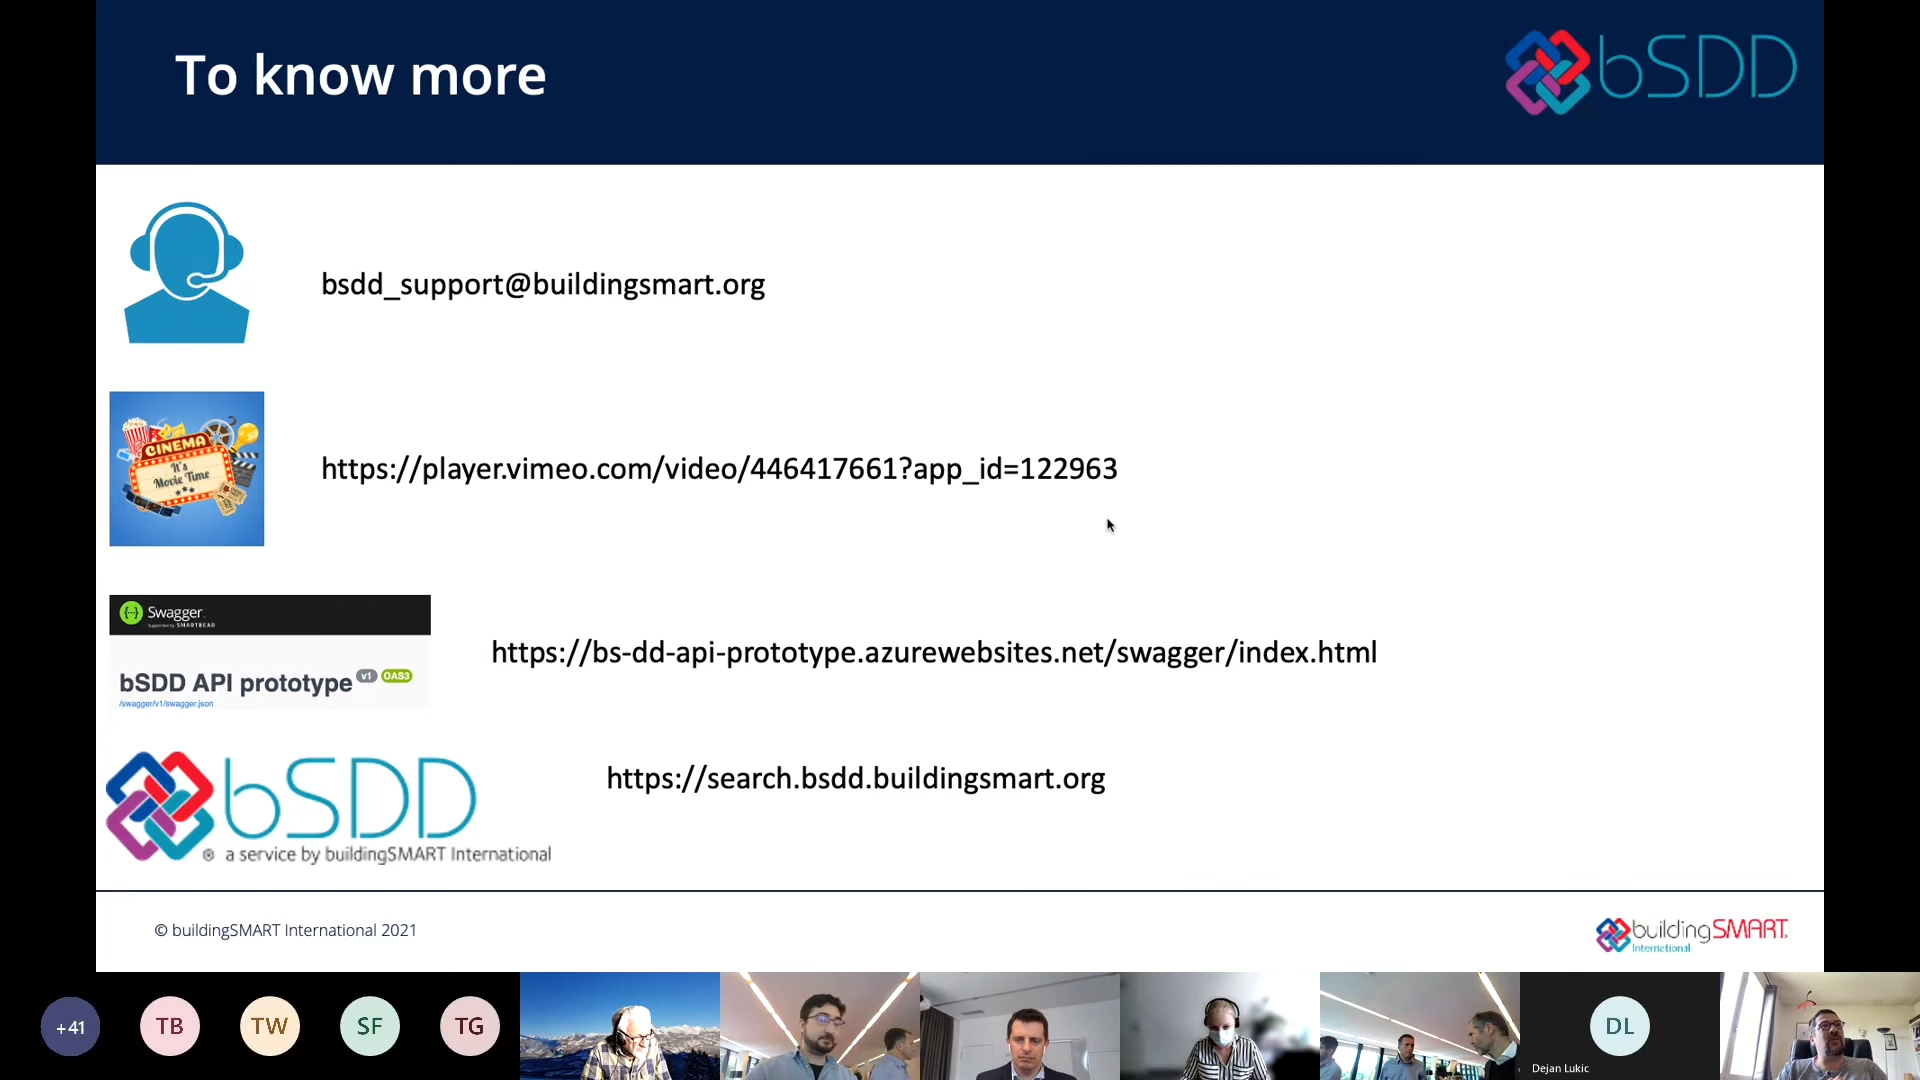 To know more
bSDD
bsdd_support@buildingsmart.org
CINEMA
It's
Movie Time
https://player.vimeo.com/video/446417661?app_id=122963
Swagger
Supported by SMARTBEAR
bSDD API prototype v1 OAS3
/swagger/v1/swagger.json
https://bs-dd-api-prototype.azurewebsites.net/swagger/index.html
bSDD
https://search.bsdd.buildingsmart.org
® a service by buildingSMART International
© buildingSMART International 2021
buildingSMART
International
+41
TB
TW
SF
TG
DL
Dejan Lukic